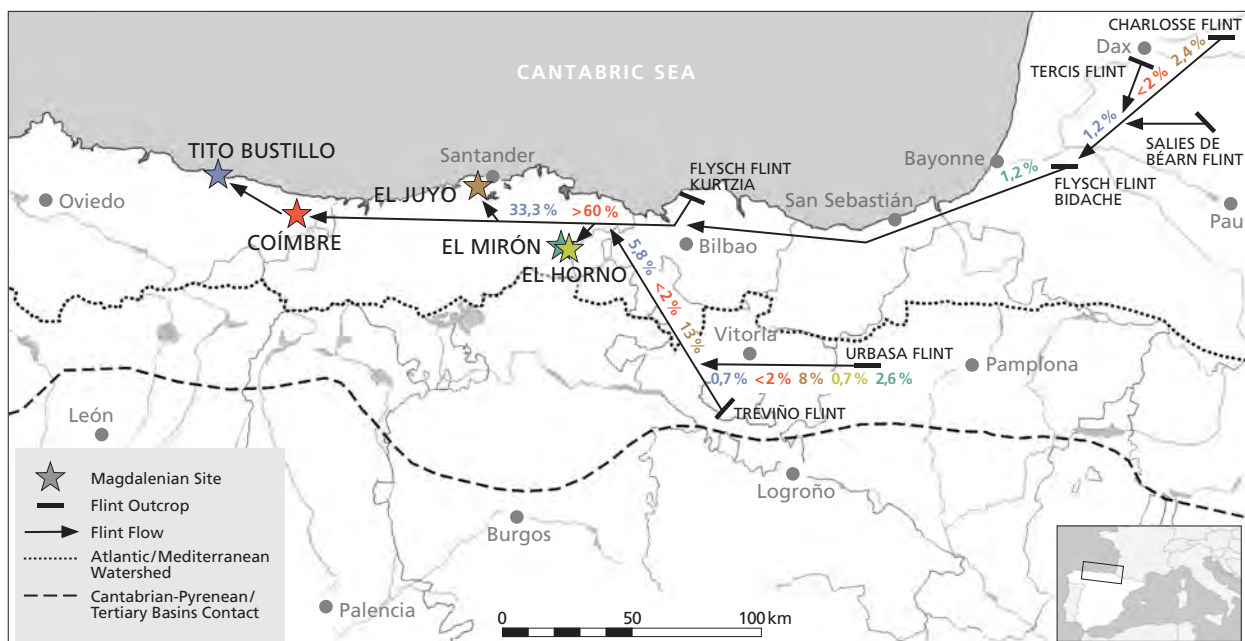 CHARLOSSE FLINT
Dax
2,4 %
TERCIS FLINT
<2 %
CANTABRIC SEA
1,2 %
SALIES DE
BÉARN FLINT
TITO BUSTILLO
Santander
FLYSCH FLINT
KURTZIA
Bayonne
1,2 %
FLYSCH FLINT
BIDACHE
Oviedo
EL JUYO
San Sebastián
Pau
33,3 %
>60 %
COÍMBRE
EL MIRÓN
Bilbao
EL HORNO
5,8 %
<2 %
13 %
Vitoria
URBASA FLINT
Pamplona
0,7 % <2 % 8 % 0,7 % 2,6 %
TREVIÑO FLINT
León
Logroño
Burgos
Palencia
Magdalenian Site
Flint Outcrop
Flint Flow
Atlantic/Mediterranean
Watershed
Cantabrian-Pyrenean/
Tertiary Basins Contact
0 50 100 km